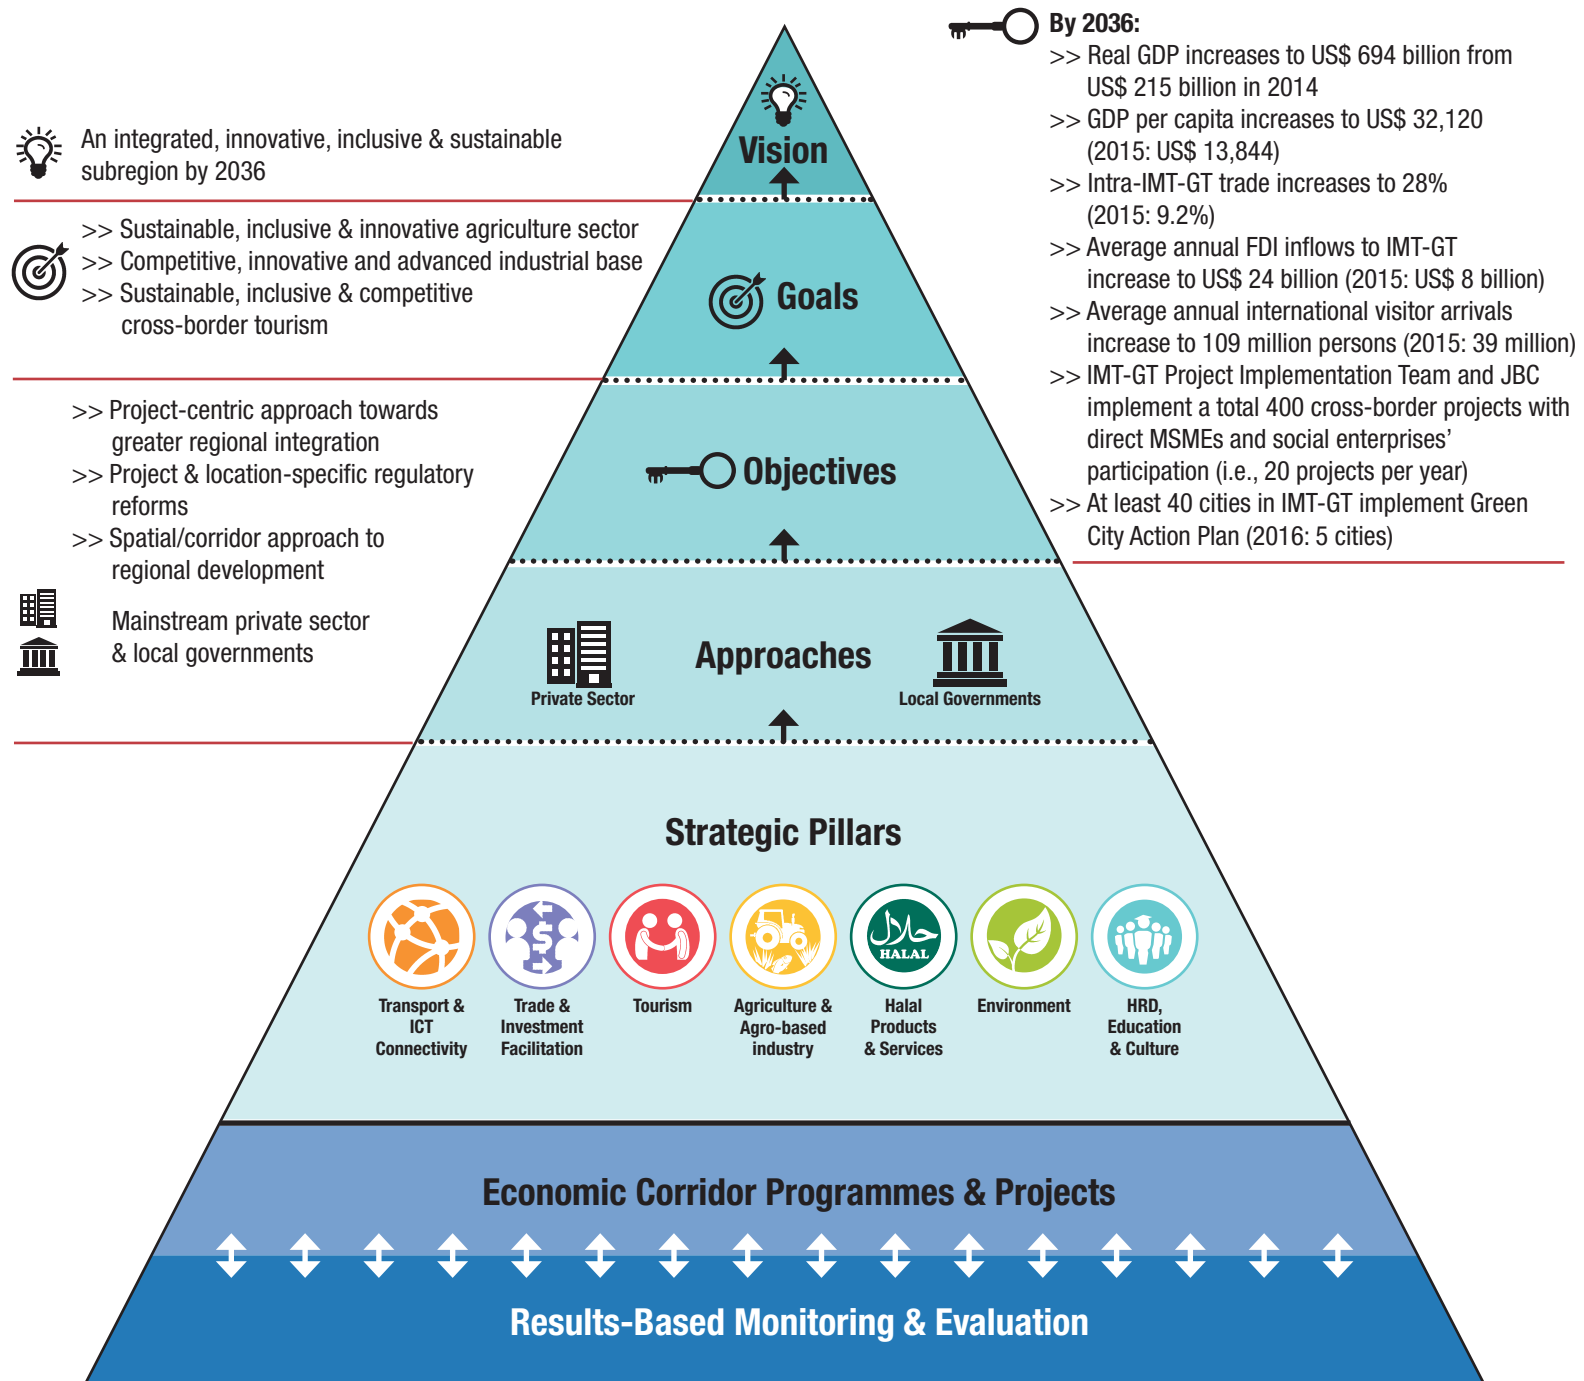 An integrated, innovative, inclusive & sustainable
subregion by 2036
>> Sustainable, inclusive & innovative agriculture sector
>> Competitive, innovative and advanced industrial base
>> Sustainable, inclusive & competitive
cross-border tourism
>> Project-centric approach towards
greater regional integration
>> Project & location-specific regulatory
reforms
>> Spatial/corridor approach to
regional development
Mainstream private sector
& local governments
By 2036:
>> Real GDP increases to US$ 694 billion from
US$ 215 billion in 2014
>> GDP per capita increases to US$ 32,120
(2015: US$ 13,844)
>> Intra-IMT-GT trade increases to 28%
(2015: 9.2%)
>> Average annual FDI inflows to IMT-GT
increase to US$ 24 billion (2015: US$ 8 billion)
>> Average annual international visitor arrivals
increase to 109 million persons (2015: 39 million)
>> IMT-GT Project Implementation Team and JBC
implement a total 400 cross-border projects with
direct MSMEs and social enterprises’
participation (i.e., 20 projects per year)
>> At least 40 cities in IMT-GT implement Green
City Action Plan (2016: 5 cities)
Vision
Goals
Objectives
Approaches
Private Sector
Local Governments
Strategic Pillars
$
حلال
HALAL
Transport &
ICT
Connectivity
Trade &
Investment
Facilitation
Tourism
Agriculture &
Agro-based
industry
Halal
Products
& Services
Environment
HRD,
Education
& Culture
Economic Corridor Programmes & Projects
Results-Based Monitoring & Evaluation